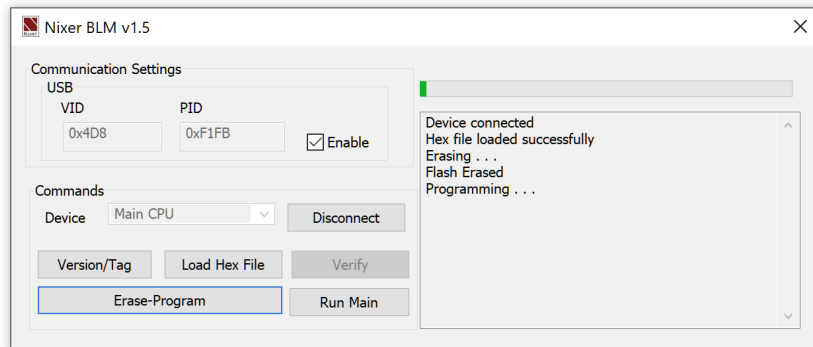 Nixer BLM v1.5
Communication Settings
USB
VID PID
0x4D8 0xF1FB Enable
Commands
Device Main CPU Disconnect
Version/Tag Load Hex File Verify
Erase-Program Run Main
Device connected
Hex file loaded successfully
Erasing . . .
Flash Erased
Programming . . .